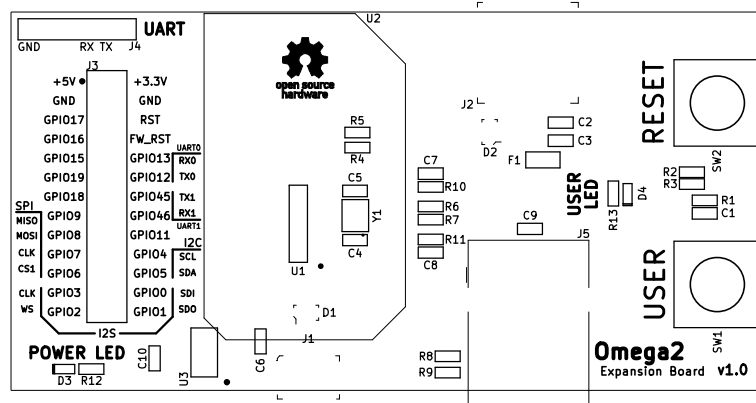 UART
GND RX TX J4
J3
+5V +3.3V
GND GND
GPIO17 RST
GPIO16 FW_RST
GPIO15 GPIO13 UART0 RX0
GPIO19 GPIO12 TX0
GPIO18 GPIO45 TX1
SPI
MISO GPIO9 GPIO46 RX1
UART1
MOSI GPIO8 GPIO11
I2C
CLK GPIO7 GPIO4 SCL
CS1 GPIO6 GPIO5 SDA
CLK GPIO3 GPIO0 SDI
WS GPIO2 GPIO1 SDO
I2S
POWER LED
D3 R12
C10
U3
U2
open source
hardware
R5
R4
C5
Y1
C4
U1
D1
J1
C6
C7
R10
R6
R7
R11
C8
R8
R9
J2
D2
C2
C3
F1
C9
J5
USER
LED
R13
D4
RESET
SW2
R2
R3
R1
C1
USER
SW1
Omega2
Expansion Board v1.0